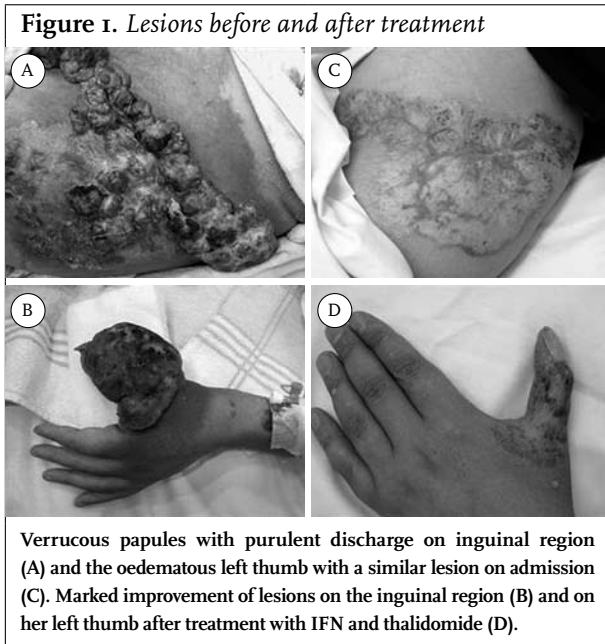 Figure 1. Lesions before and after treatment
A
C
B
D
Verrucous papules with purulent discharge on inguinal region
(A) and the oedematous left thumb with a similar lesion on admission
(C). Marked improvement of lesions on the inguinal region (B) and on
her left thumb after treatment with IFN and thalidomide (D).